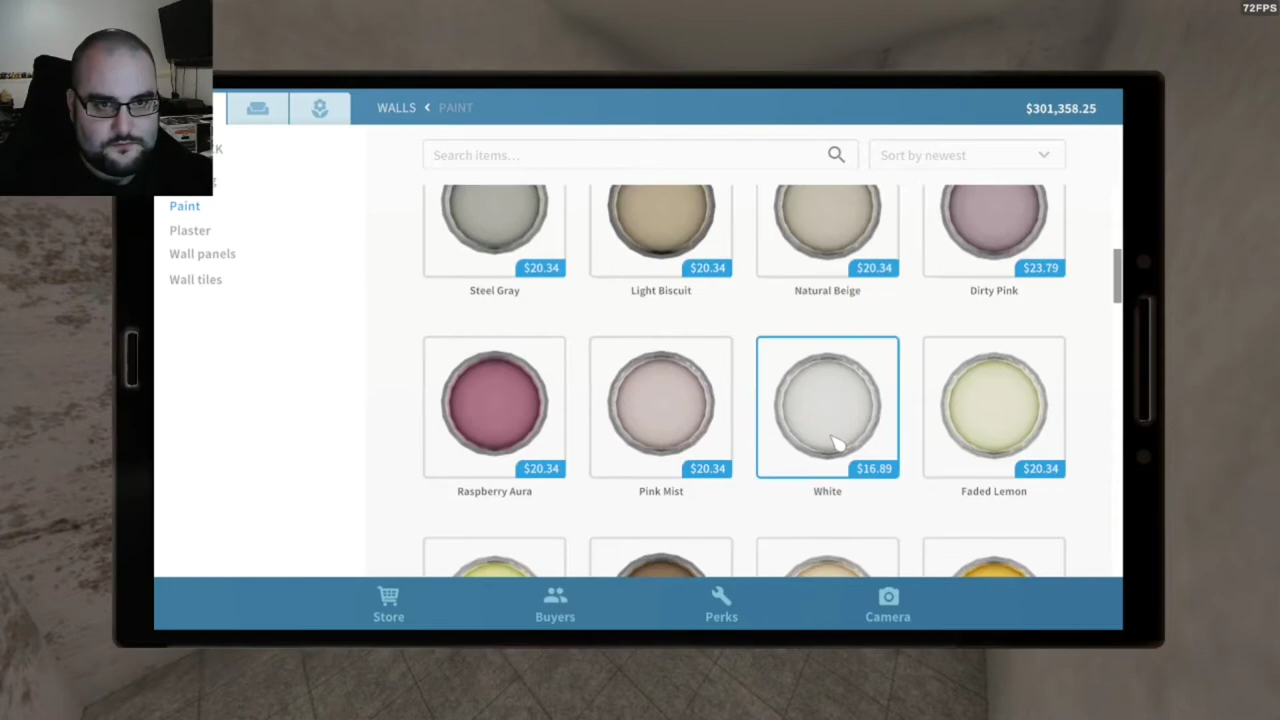 72FPS
WALLS < PAINT
$301,358.25
Search items...
Sort by newest
Paint
Plaster
Wall panels
Wall tiles
$20.34
$20.34
$20.34
$23.79
Steel Gray
Light Biscuit
Natural Beige
Dirty Pink
$20.34
$20.34
$16.89
$20.34
Raspberry Aura
Pink Mist
White
Faded Lemon
Store
Buyers
Perks
Camera